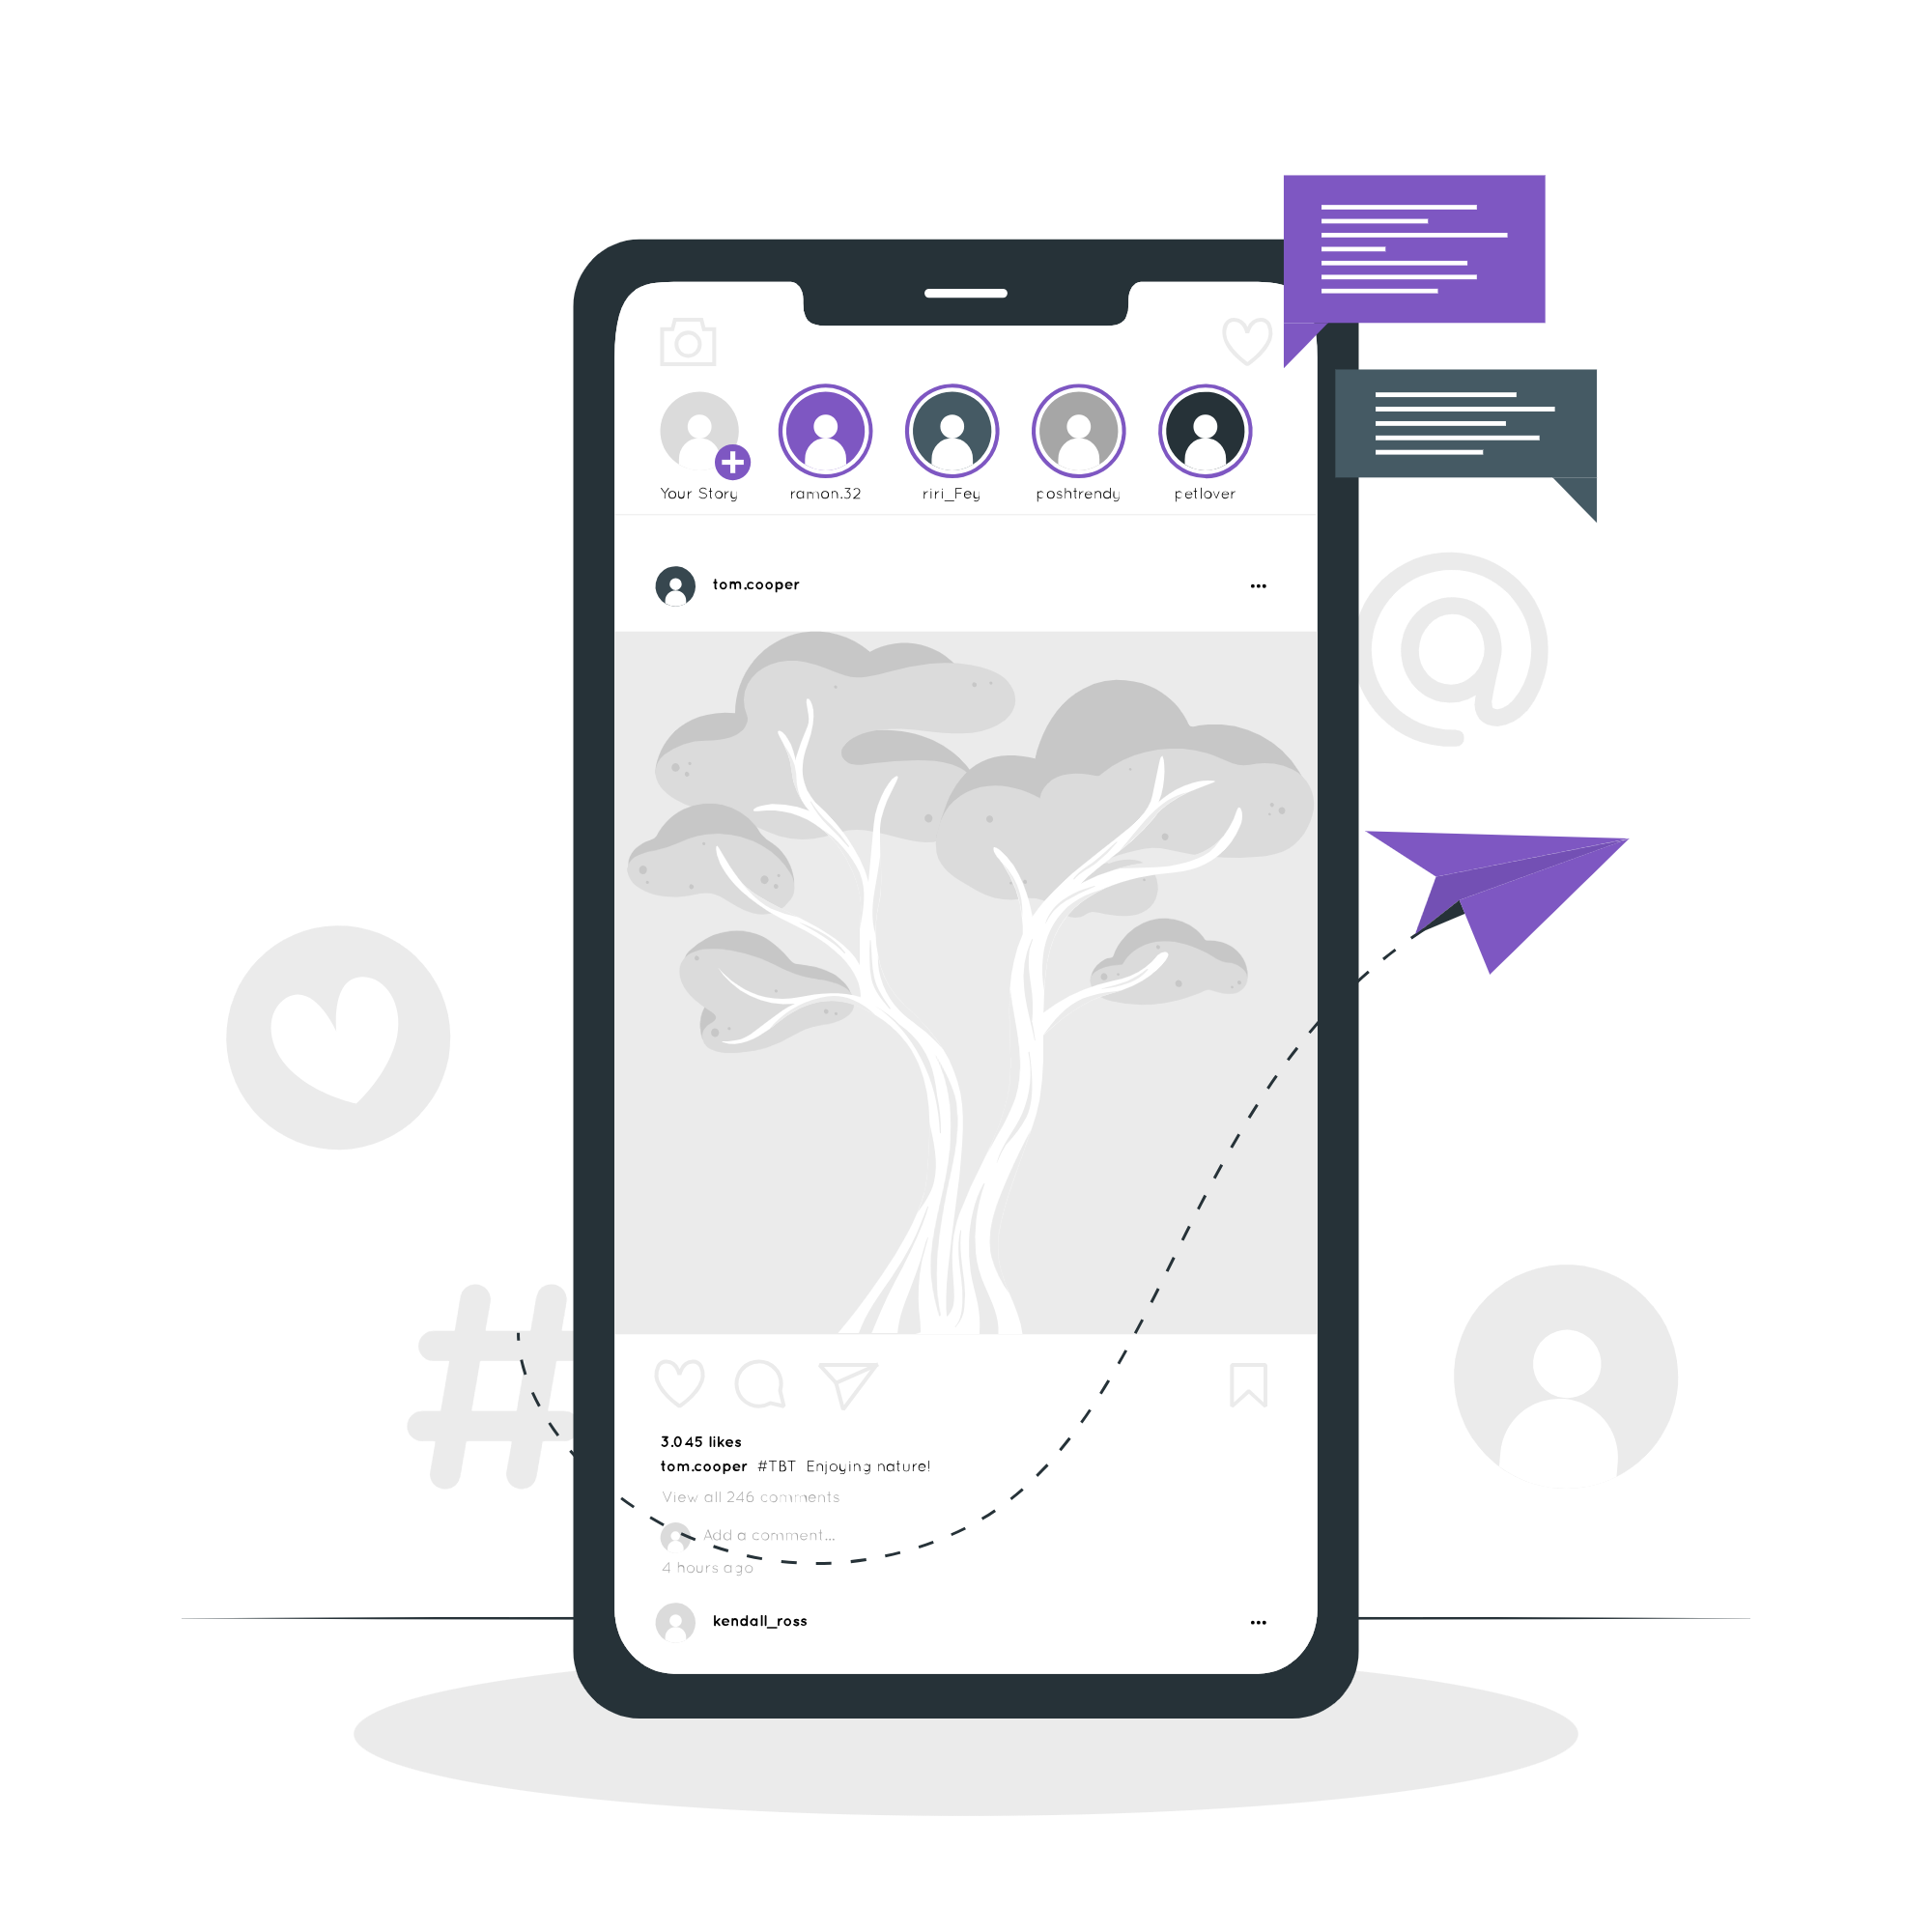 Your Story ramon.32 riri_Fey poshtrendy petlover
tom.cooper
3.045 likes
tom.cooper #TBT Enjoying nature!
View all 246 comments
Add a comment...
4 hours ago
kendall_ross